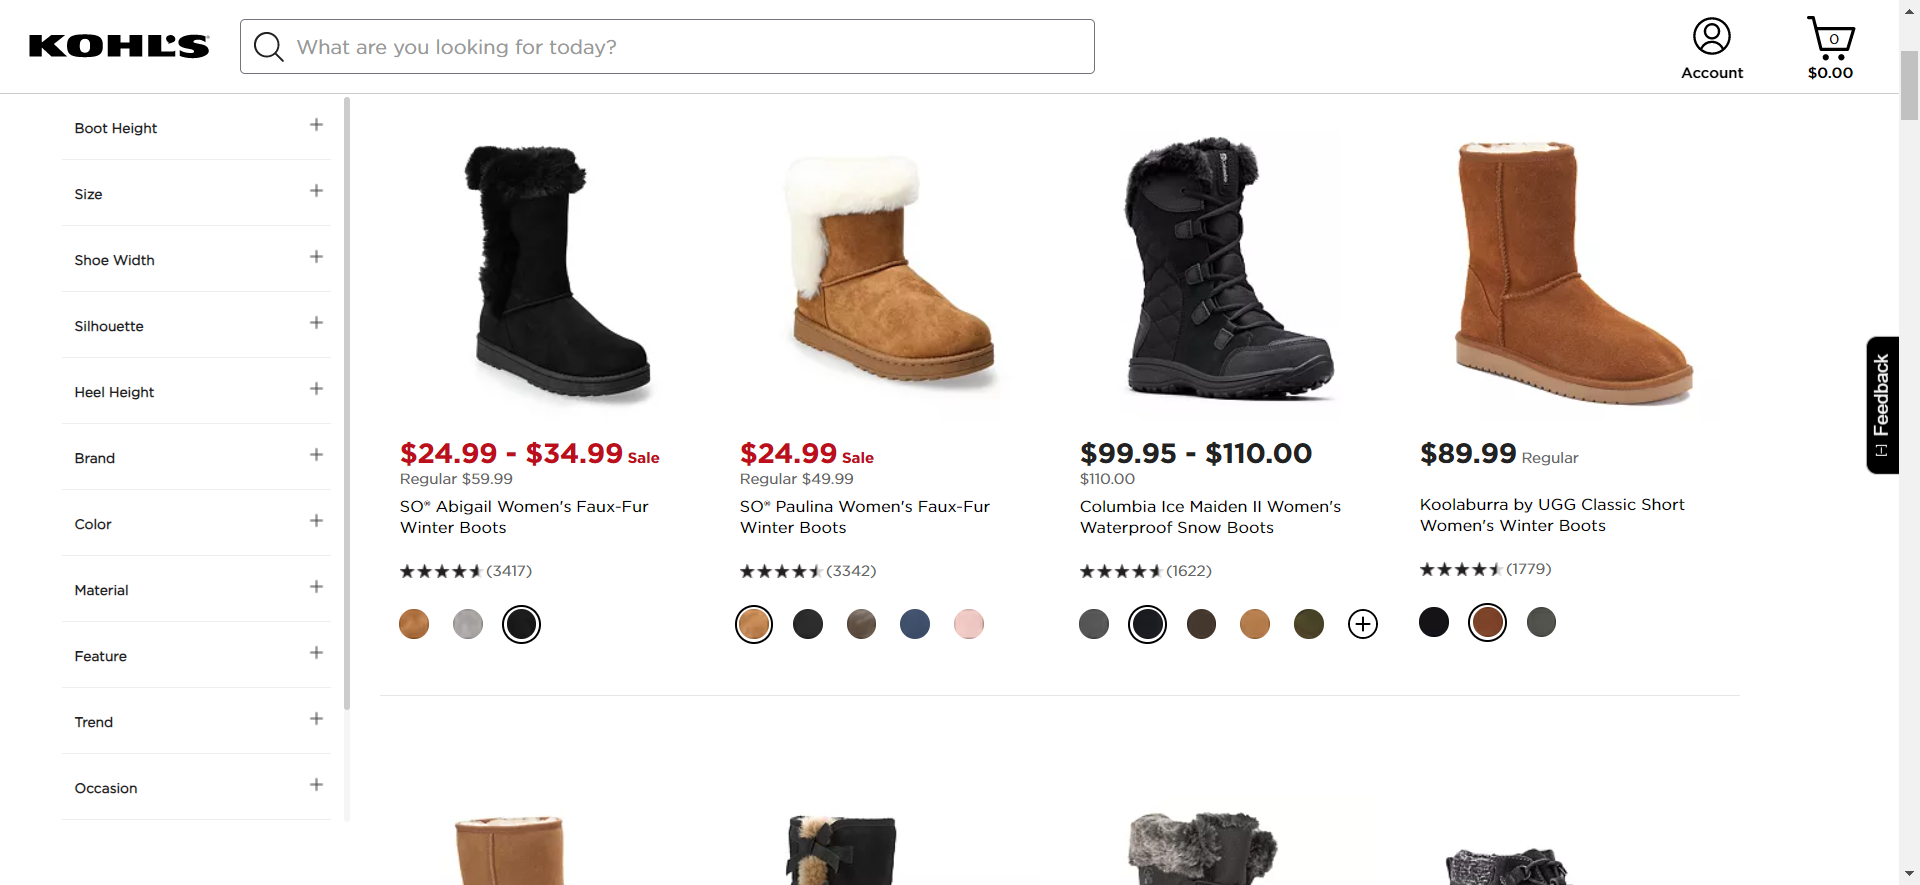 KOHL'S
What are you looking for today?
Account
0
$0.00
Boot Height
Size
Shoe Width
Silhouette
Heel Height
Brand
Color
Material
Feature
Trend
Occasion
$24.99 - $34.99 Sale
Regular $59.99
SO® Abigail Women's Faux-Fur
Winter Boots
(3417)
$24.99 Sale
Regular $49.99
SO® Paulina Women's Faux-Fur
Winter Boots
(3342)
$99.95 - $110.00
$110.00
Columbia Ice Maiden II Women's
Waterproof Snow Boots
(1622)
$89.99 Regular
Koolaburra by UGG Classic Short
Women's Winter Boots
(1779)
[-] Feedback